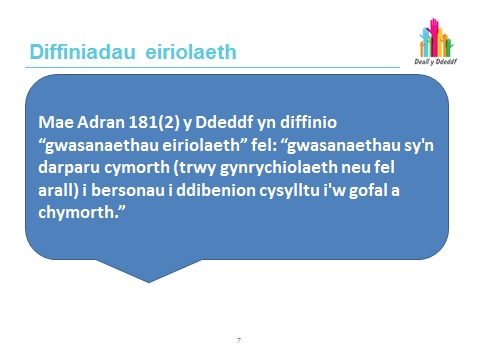 Diffiniadau eiriolaeth
Deall y Ddeddf
Mae Adran 181(2) y Ddeddf yn diffinio
“gwasanaethau eiriolaeth” fel: “gwasanaethau sy'n
darparu cymorth (trwy gynrychiolaeth neu fel
arall) i bersonau i ddibenion cysylltu i'w gofal a
chymorth.”
7